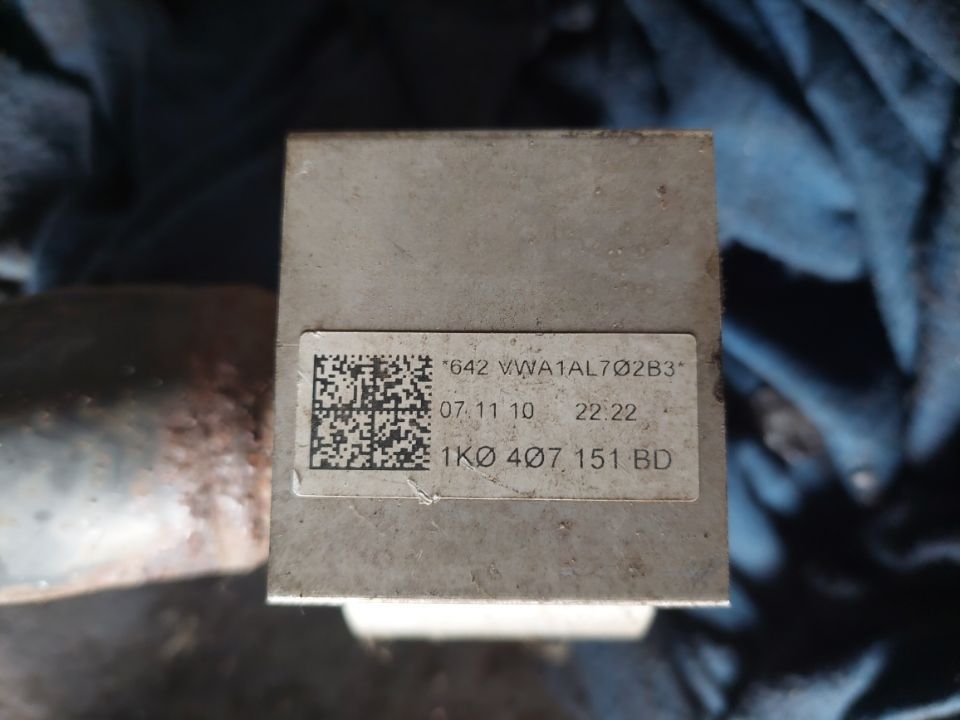 *642 VWA1AL7Ø2B3*
07.11.10 22:22
1KØ 4Ø7 151 BD